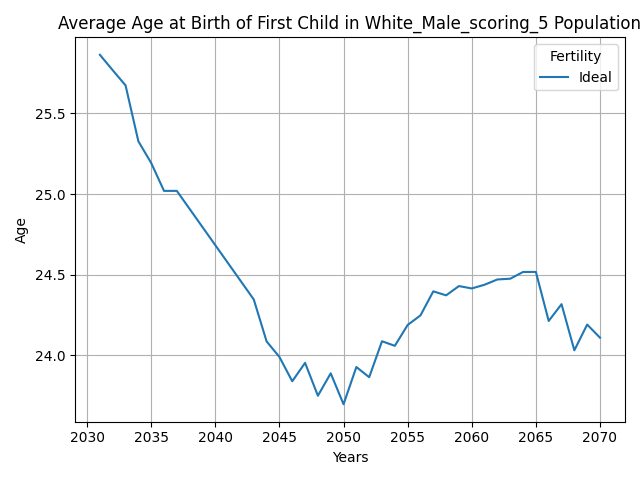 Average Age at Birth of First Child in White_Male_scoring_5 Population
Fertility
Ideal
25.5
25.0
24.5
24.0
Age
2030 2035 2040 2045 2050 2055 2060 2065 2070
Years